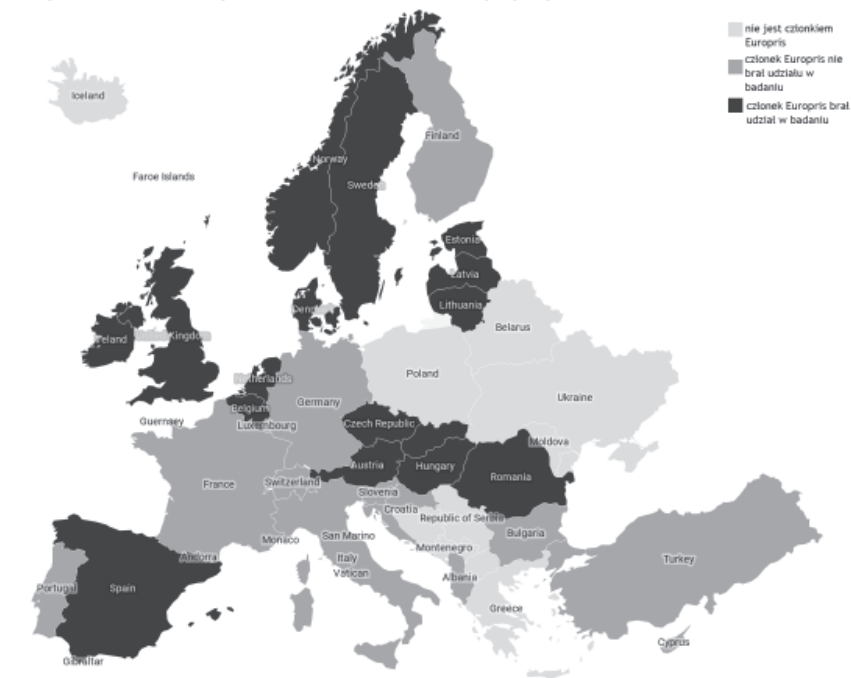 nie jest członkiem
Europris
członek Europris nie
brał udziału w
badaniu
członek Europris brał
udział w badaniu
Iceland
Finland
Faroe Islands
Norway
Sweden
Estonia
Latvia
Lithuania
Denmark
Belarus
Ireland
United Kingdom
Poland
Netherlands
Ukraine
Germany
Belgium
Guernsey
Luxembourg
Czech Republic
Moldova
Austria
Hungary
Romania
France
Switzerland
Slovenia
Croatia
Republic of Serbia
Bulgaria
Monaco
San Marino
Montenegro
Italy
Andorra
Turkey
Vatican
Albania
Portugal
Spain
Greece
Cyprus
Gibraltar